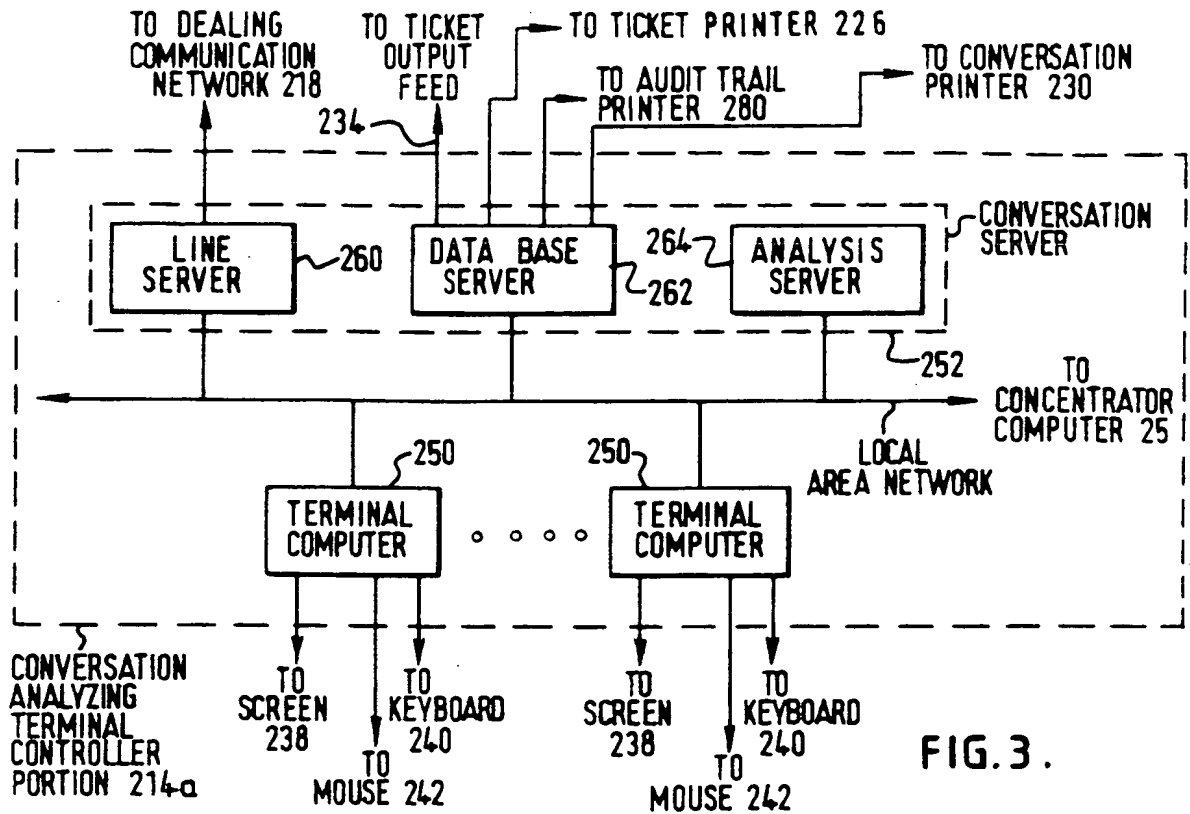 TO DEALING
COMMUNICATION
NETWORK 218
TO TICKET
OUTPUT
FEED
234
TO TICKET PRINTER 226
TO AUDIT TRAIL
PRINTER 280
TO CONVERSATION
PRINTER 230
LINE
SERVER
260
DATA BASE
SERVER
262
264
ANALYSIS
SERVER
CONVERSATION
SERVER
252
TO
CONCENTRATOR
COMPUTER 25
LOCAL
AREA NETWORK
250
TERMINAL
COMPUTER
250
TERMINAL
COMPUTER
CONVERSATION
ANALYZING
TERMINAL
CONTROLLER
PORTION 214a
TO
SCREEN
238
TO
MOUSE 242
TO
KEYBOARD
240
TO
SCREEN
238
TO
MOUSE 242
TO
KEYBOARD
240
FIG. 3.